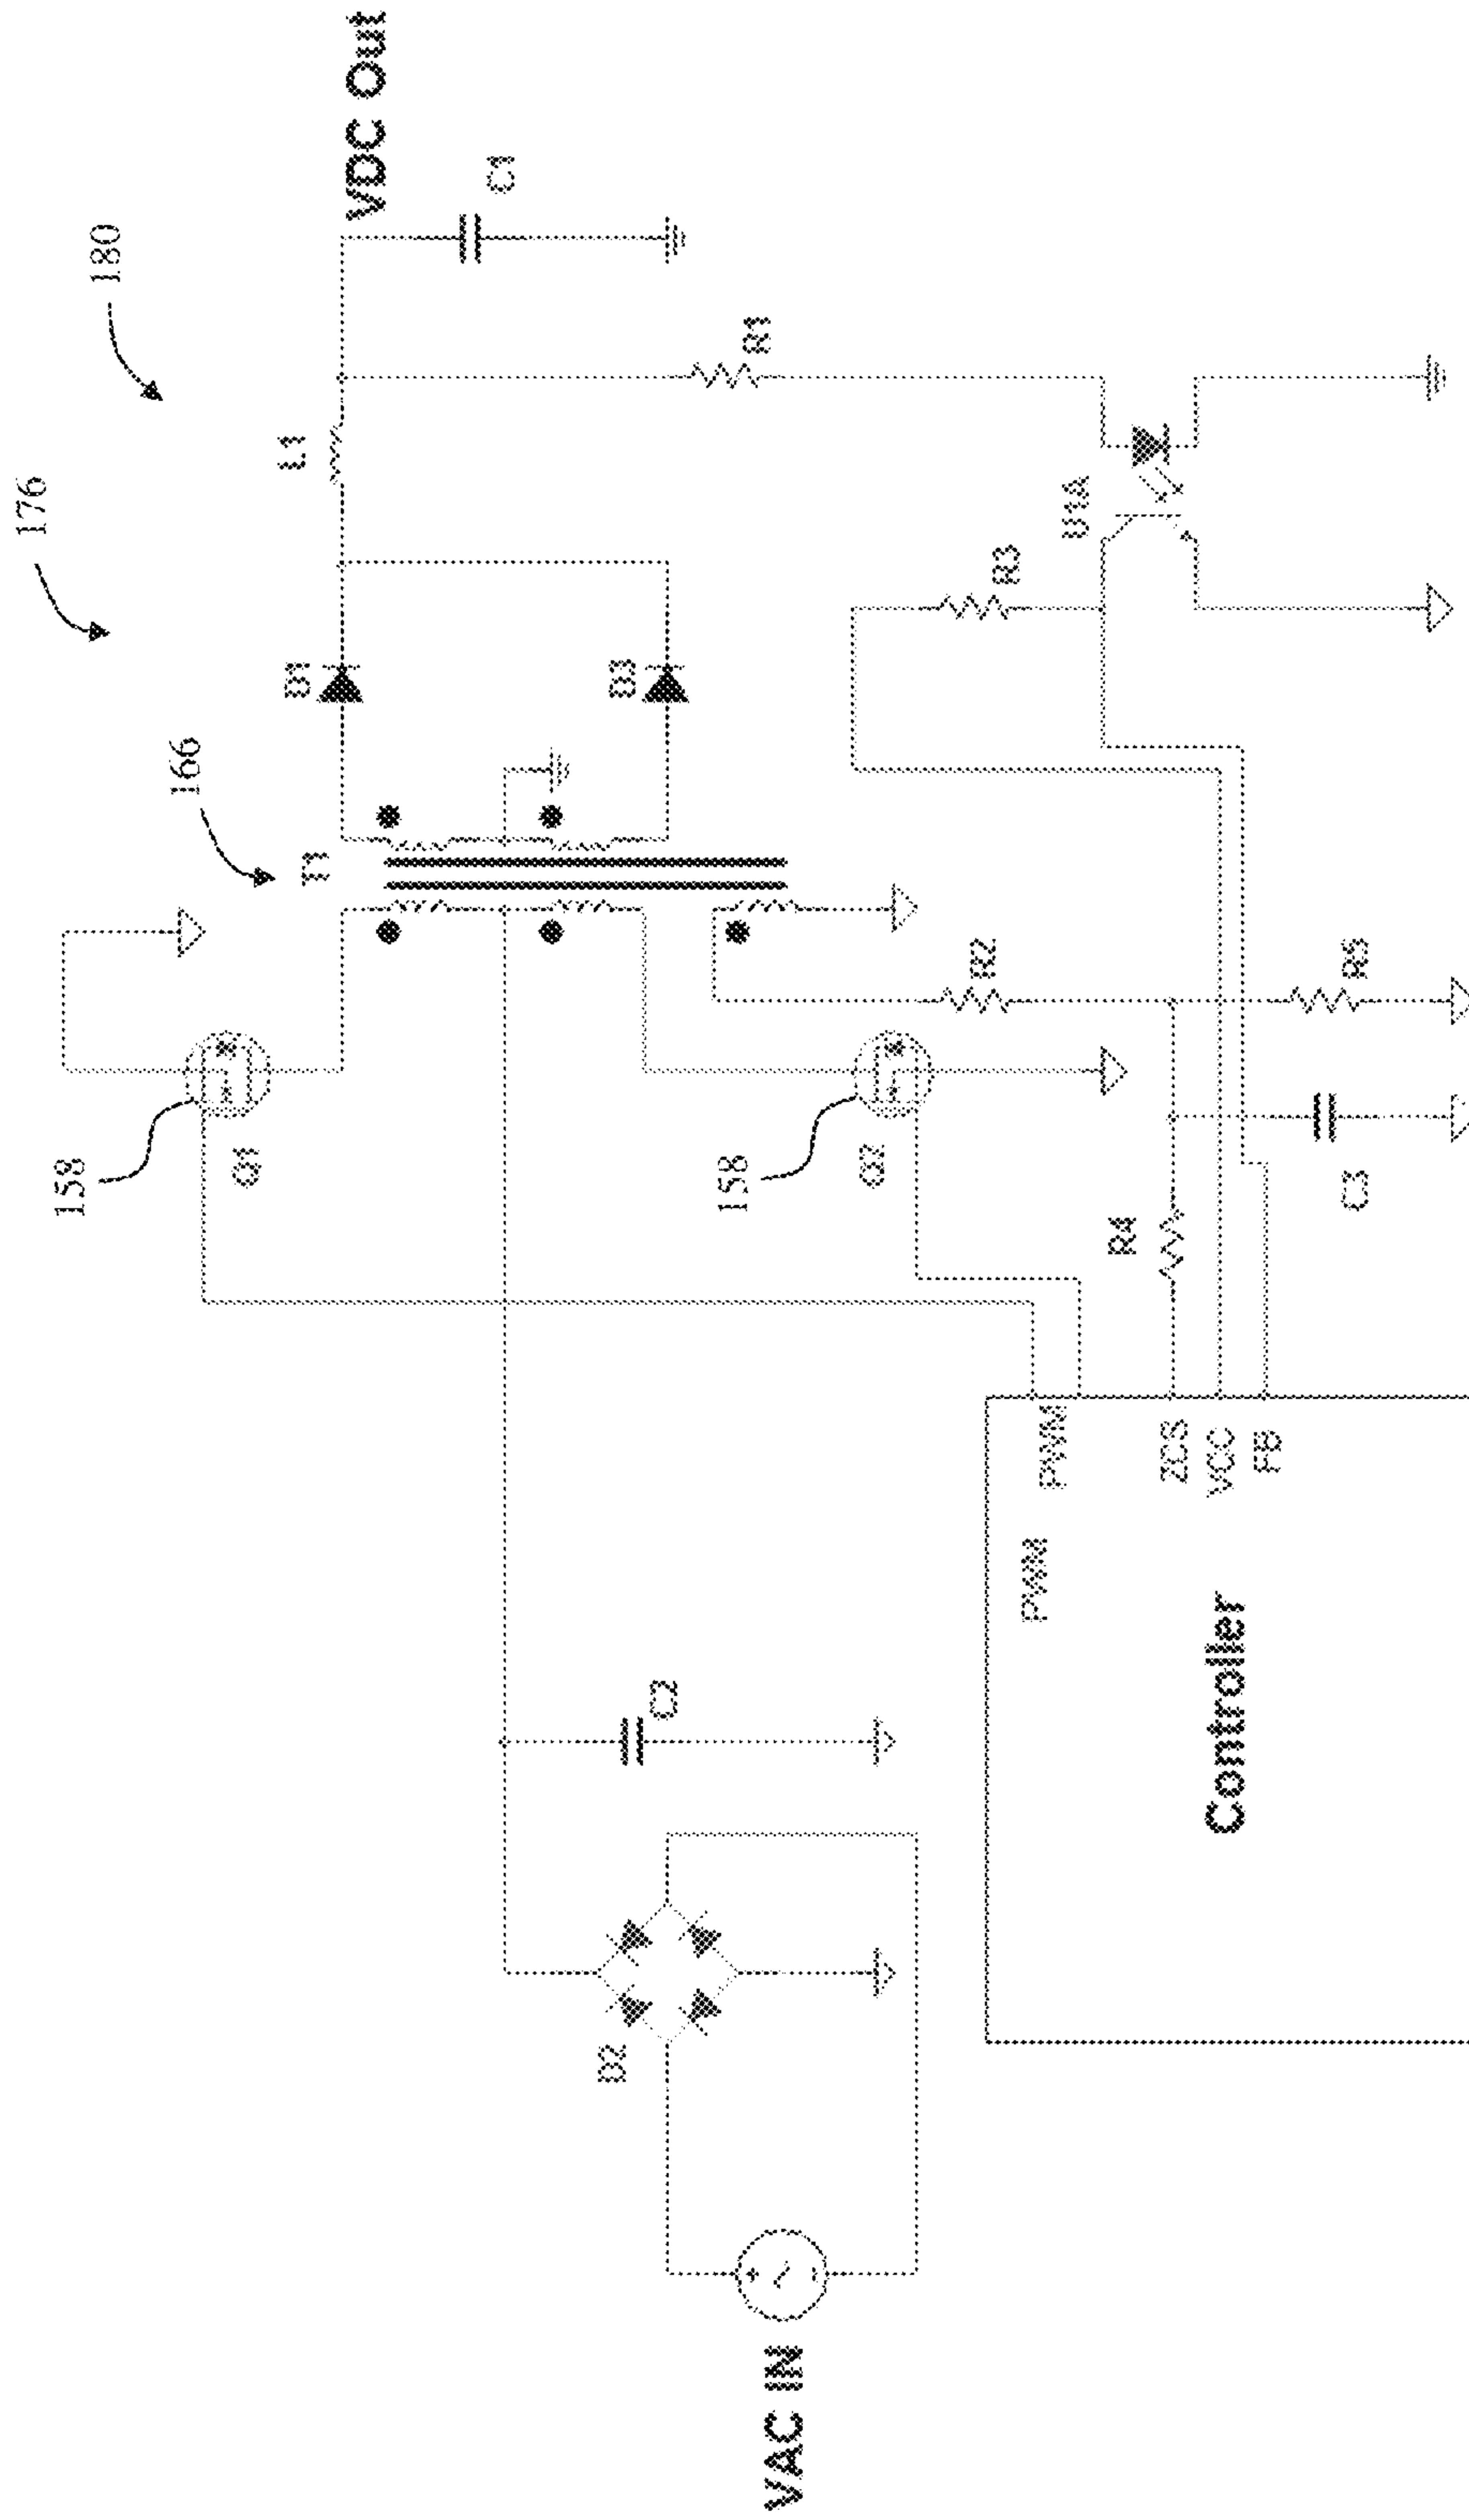 176
180
166
T1
L1
VDC Out
158
Q1
D1
C1
158
Q2
D3
R1
VAC IN
D2
C2
R2
R3
U1A
R4
R5
C3
PWM
PWM
ZCS
VCC
FB
Controller